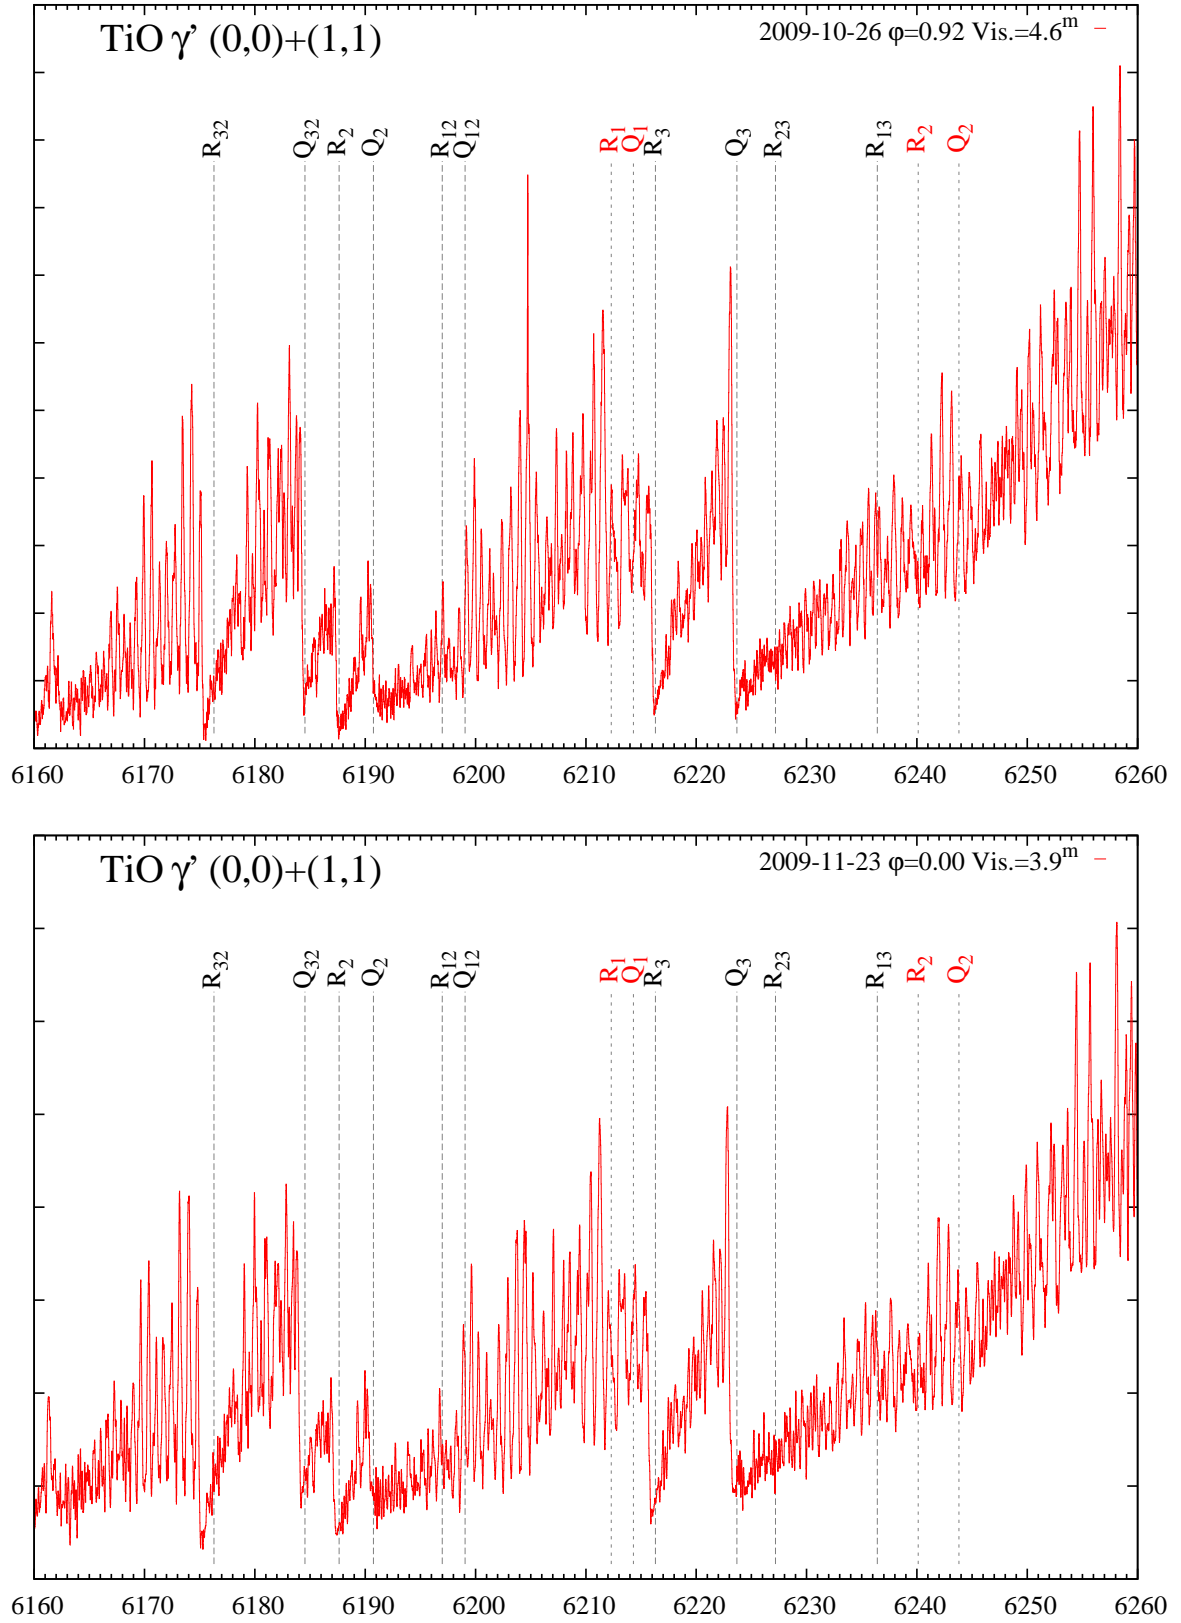 TiO γ’ (0,0)+(1,1)
2009-10-26 φ=0.92 Vis.=4.6m
R32 Q32 R2 Q2 R12 Q12 R1 Q1 R3 Q3 R23 R13 R2 Q2
6160 6170 6180 6190 6200 6210 6220 6230 6240 6250 6260
TiO γ’ (0,0)+(1,1)
2009-11-23 φ=0.00 Vis.=3.9m
R32 Q32 R2 Q2 R12 Q12 R1 Q1 R3 Q3 R23 R13 R2 Q2
6160 6170 6180 6190 6200 6210 6220 6230 6240 6250 6260